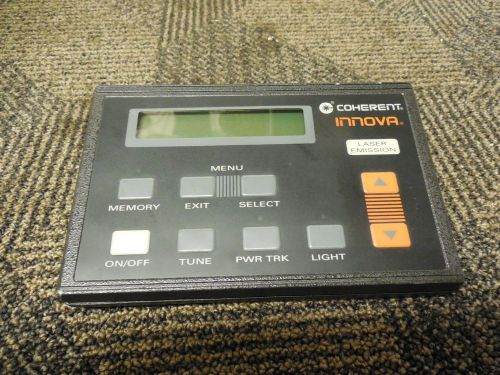 COHERENT®
INNOVA®
LASER
EMISSION
MENU
MEMORY
EXIT
SELECT
ON/OFF
TUNE
PWR TRK
LIGHT